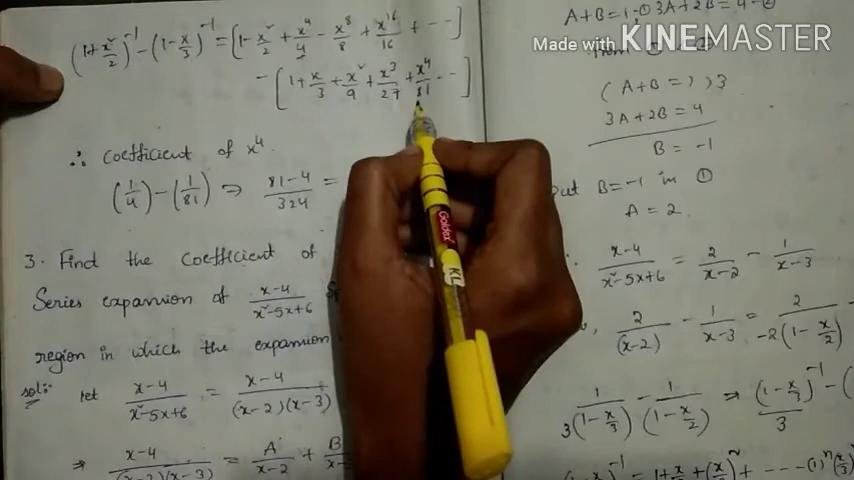 (1+x²/2)⁻¹ - (1-x/3)⁻¹ = [1-x²/2+x⁴/4-x⁸/8+x¹⁶/16+--]
-[1+x/3+x²/9+x³/27+x⁴/81--]
∴ coefficient of x⁴.
(1/4)-(1/81) ⇒ 81-4/324 =
3. Find the coefficient of
Series expansion of x-4/x²-5x+6
region in which the expansion
sol:- let x-4/x²-5x+6 = x-4/(x-2)(x-3)
⇒ x-4/(x-2)(x-3) = A/x-2 + B/x-
A+B=1,① 3A+2B=4-②
from
(A+B=1)3
3A+2B=4
B=-1
put B=-1 in ①
A=2.
∴ x-4/x²-5x+6 = 2/x-2 - 1/x-3
2/(x-2) - 1/x-3 = 2/-2(1-x/2) -
1/3(1-x/3) - 1/(1-x/2) ⇒ (1-x/3)⁻¹/3 - (
=1+x/3+(x/3)²+---
Made with KINEMASTER
Goldex
KL